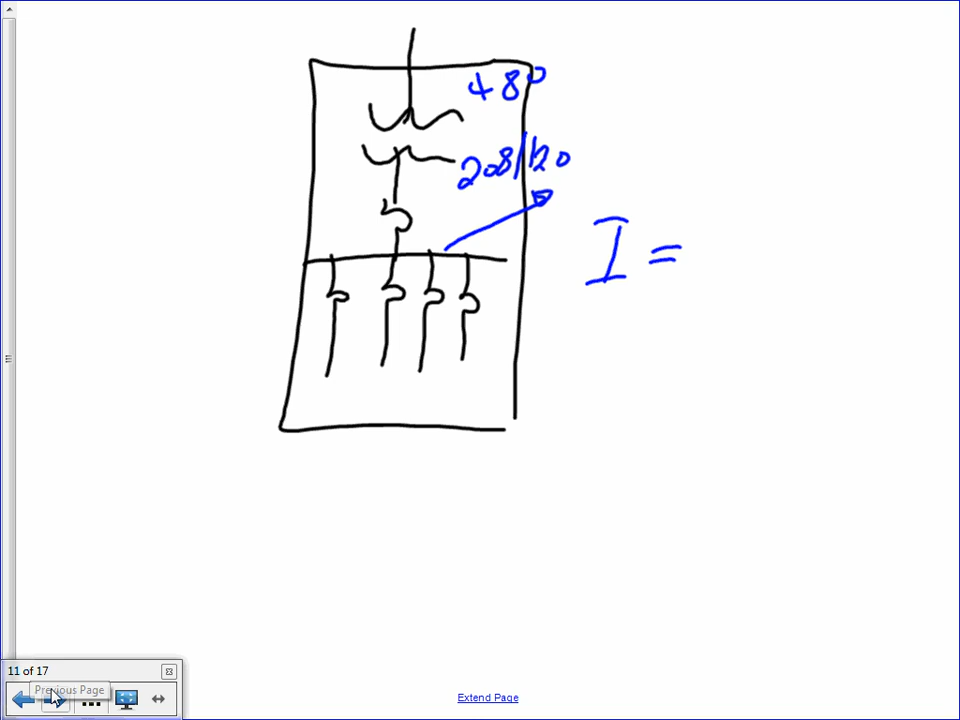 480
208/120
I =
11 of 17
Previous Page
Extend Page